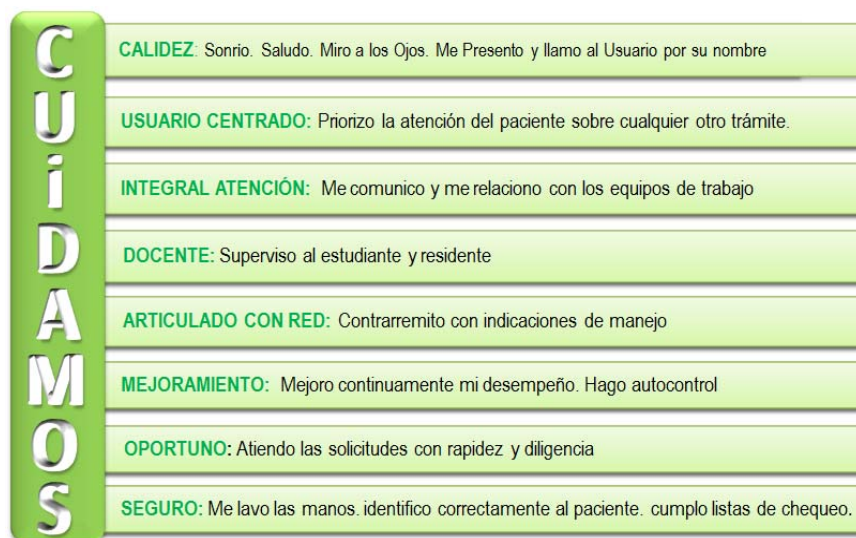 C
U
i
D
A
M
O
S
CALIDEZ: Sonrío. Saludo. Miro a los Ojos. Me Presento y llamo al Usuario por su nombre
USUARIO CENTRADO: Priorizo la atención del paciente sobre cualquier otro trámite.
INTEGRAL ATENCIÓN: Me comunico y me relaciono con los equipos de trabajo
DOCENTE: Superviso al estudiante y residente
ARTICULADO CON RED: Contrarremito con indicaciones de manejo
MEJORAMIENTO: Mejoro continuamente mi desempeño. Hago autocontrol
OPORTUNO: Atiendo las solicitudes con rapidez y diligencia
SEGURO: Me lavo las manos. identifico correctamente al paciente. cumplo listas de chequeo.